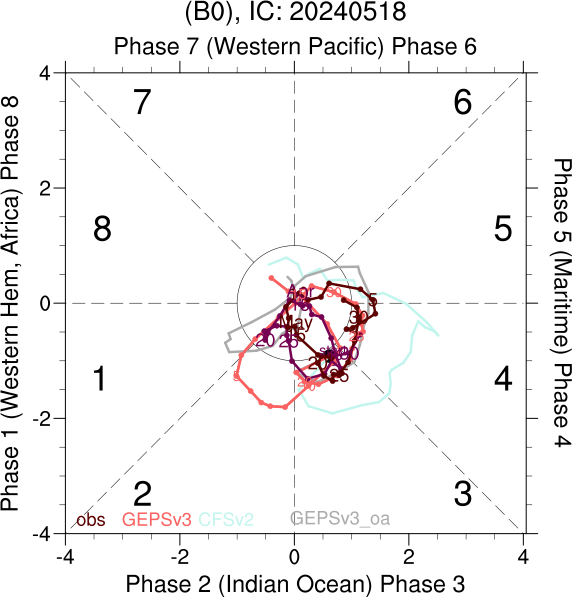 (B0), IC: 20240518
Phase 7 (Western Pacific) Phase 6
Phase 1 (Western Hem, Africa) Phase 8
Phase 5 (Maritime) Phase 4
4
2
0
-2
-4
7
6
8
5
1
4
2
3
Apr
May
20
25
30
5
obs
GEPSv3
CFSv2
GEPSv3_oa
-4
-2
0
2
4
Phase 2 (Indian Ocean) Phase 3